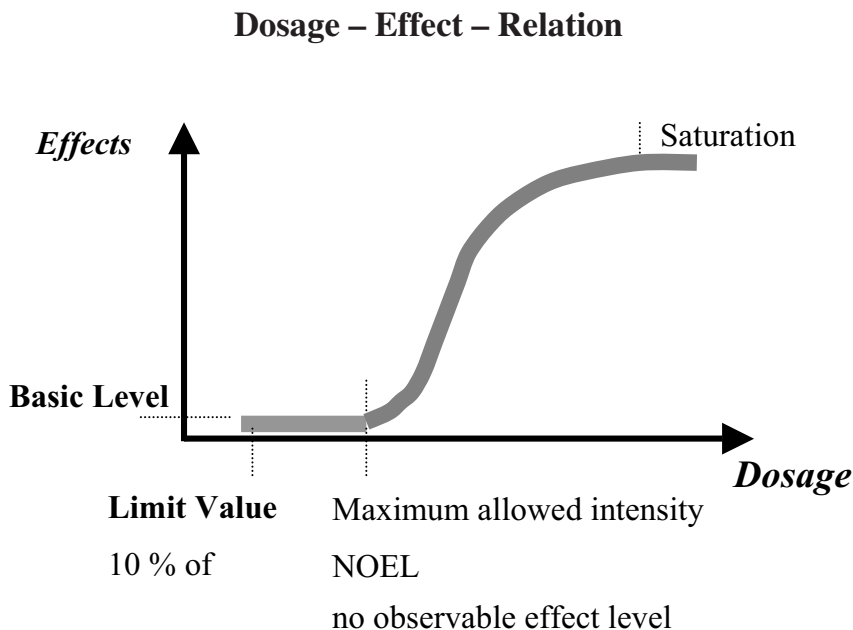 Dosage – Effect – Relation
Effects
Saturation
Basic Level
Dosage
Limit Value Maximum allowed intensity
10 % of NOEL
no observable effect level